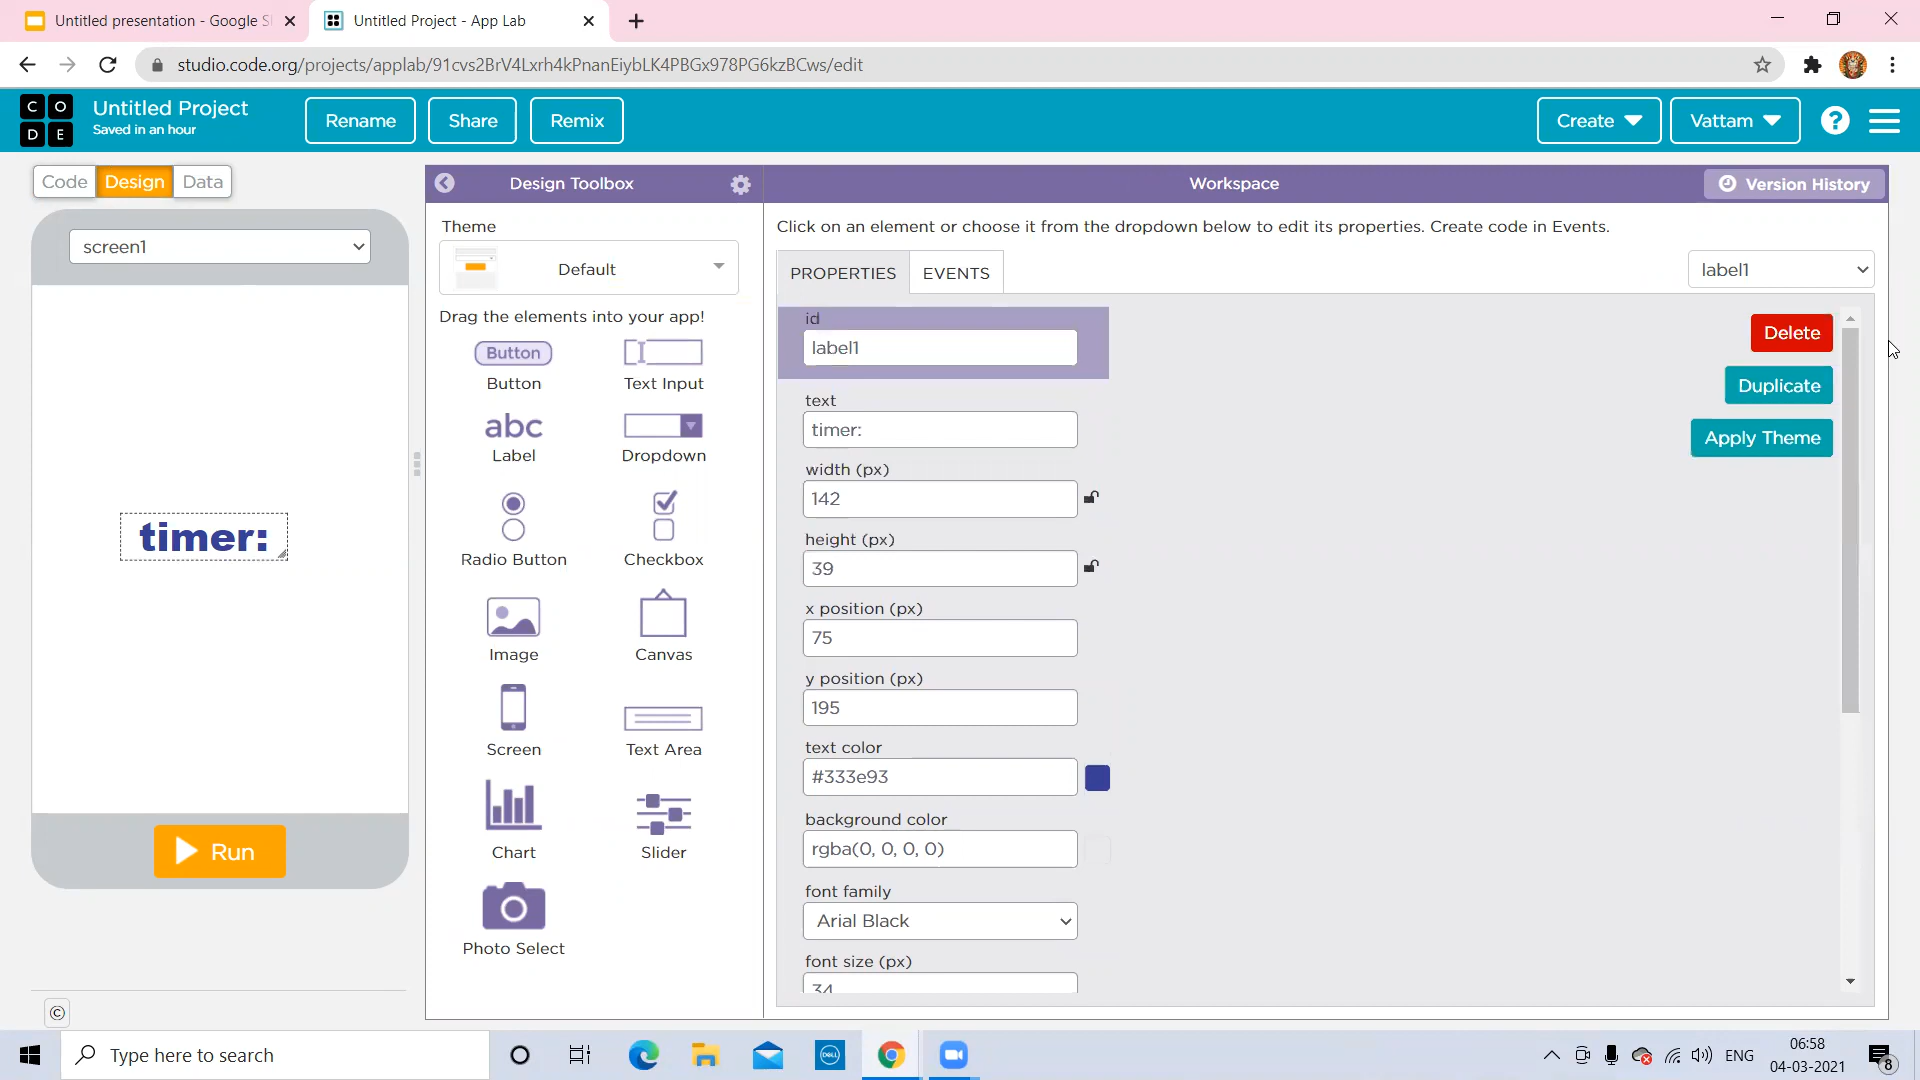 Untitled presentation - Google S
Untitled Project - App Lab
studio.code.org/projects/applab/91cvs2BrV4Lxrh4kPnanEiybLK4PBGx978PG6kzBCws/edit
C O
D E
Untitled Project
Saved in an hour
Rename
Share
Remix
Create
Vattam
?
Code
Design
Data
Design Toolbox
Workspace
Version History
screen1
timer:
Run
©
Theme
Default
Drag the elements into your app!
Button
Button
Text Input
abc
Label
Dropdown
Radio Button
Checkbox
Image
Canvas
Screen
Text Area
Chart
Slider
Photo Select
Click on an element or choose it from the dropdown below to edit its properties. Create code in Events.
PROPERTIES
EVENTS
label1
id
label1
Delete
Duplicate
Apply Theme
text
timer:
width (px)
142
height (px)
39
x position (px)
75
y position (px)
195
text color
#333e93
background color
rgba(0, 0, 0, 0)
font family
Arial Black
font size (px)
34
Type here to search
DELL
ENG
06:58
04-03-2021
8